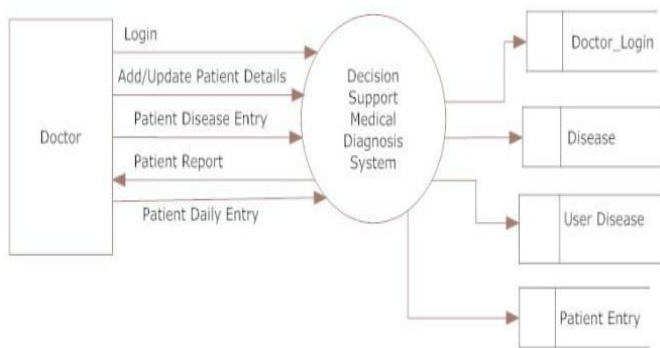 Login
Add/Update Patient Details
Patient Disease Entry
Doctor
Patient Report
Patient Daily Entry
Decision
Support
Medical
Diagnosis
System
Doctor_Login
Disease
User Disease
Patient Entry